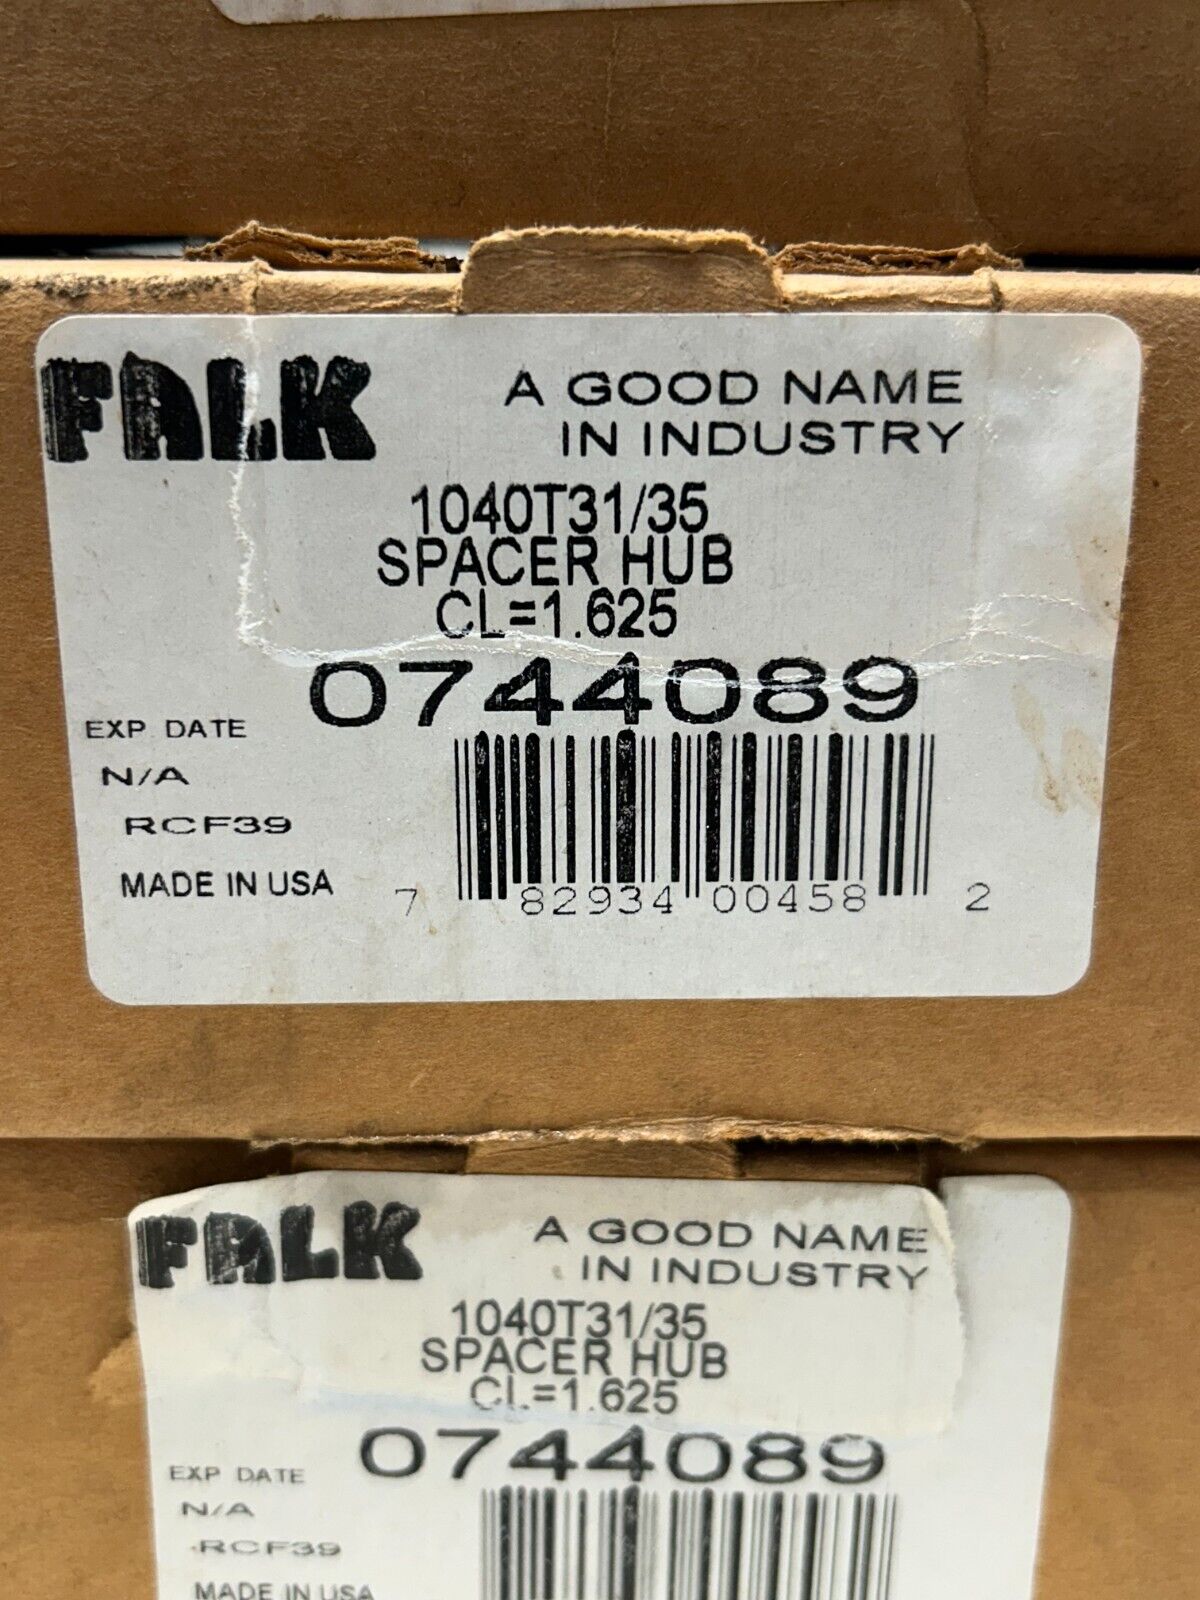 FALK
A GOOD NAME
IN INDUSTRY
1040T31/35
SPACER HUB
CL=1.625
0744089
EXP DATE
N/A
RCF39
MADE IN USA
7 82934 00458 2
FALK
A GOOD NAME
IN INDUSTRY
1040T31/35
SPACER HUB
CL=1.625
0744089
EXP DATE
N/A
RCF39
MADE IN USA